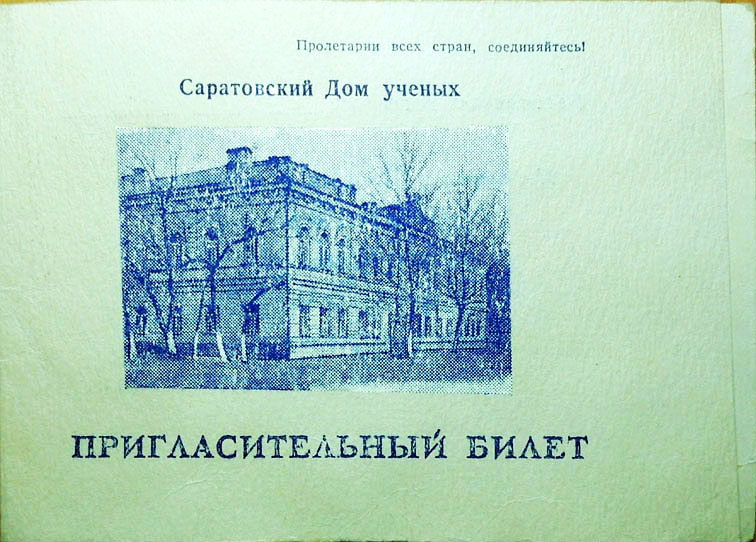 Пролетарии всех стран, соединяйтесь!
Саратовский Дом ученых
ПРИГЛАСИТЕЛЬНЫЙ БИЛЕТ